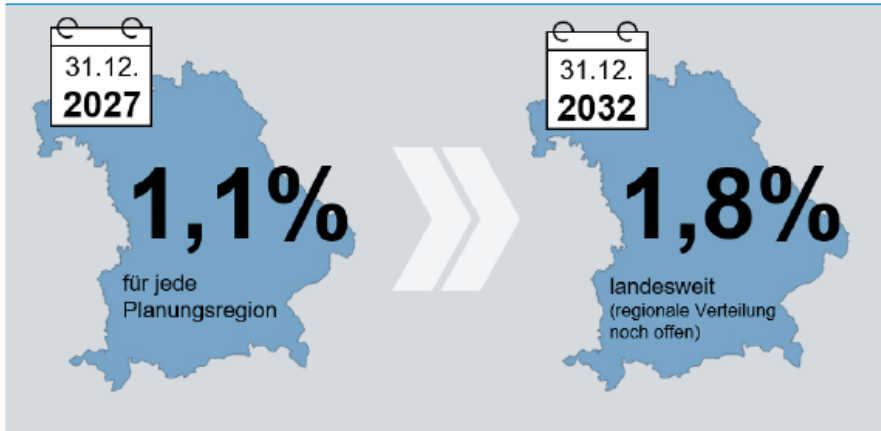 31.12.
2027
1,1%
für jede
Planungsregion
31.12.
2032
1,8%
landesweit
(regionale Verteilung
noch offen)